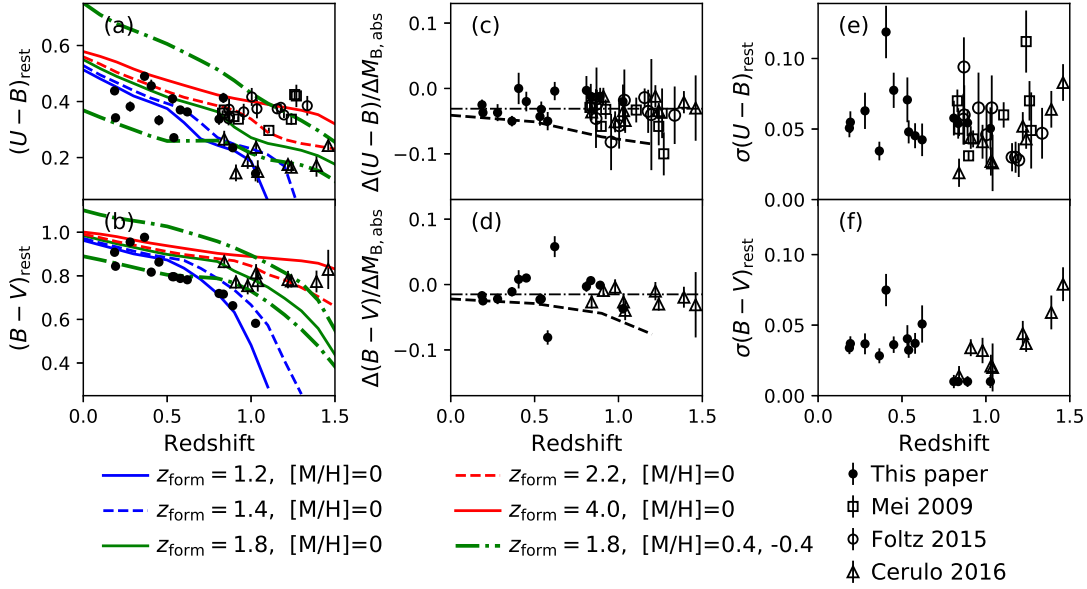 (a)
(c)
(e)
0.6
0.4
0.2
(U − B)rest
0.1
0.0
−0.1
Δ(U − B)/ΔMB,abs
0.10
0.05
0.00
σ(U − B)rest
(b)
(d)
(f)
1.0
0.8
0.6
0.4
(B − V)rest
0.1
0.0
−0.1
Δ(B − V)/ΔMB,abs
0.10
0.05
0.00
σ(B − V)rest
0.0 0.5 1.0 1.5
0.0 0.5 1.0 1.5
0.0 0.5 1.0 1.5
Redshift
Redshift
Redshift
zform = 1.2, [M/H]=0
zform = 1.4, [M/H]=0
zform = 1.8, [M/H]=0
zform = 2.2, [M/H]=0
zform = 4.0, [M/H]=0
zform = 1.8, [M/H]=0.4, -0.4
This paper
Mei 2009
Foltz 2015
Cerulo 2016